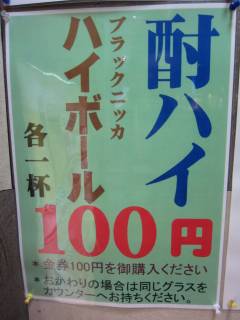 酎ハイ
ブラックニッカ
ハイボール
各一杯
100円
＊金券100円を御購入ください
＊おかわりの場合は同じグラスを
カウンターへお持ちください。